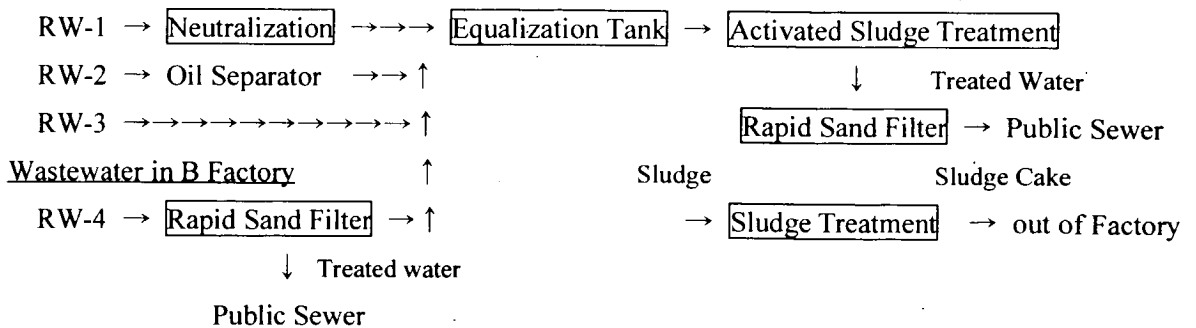 RW-1 → Neutralization →→→ Equalization Tank → Activated Sludge Treatment
RW-2 → Oil Separator →→ ↑ ↓ Treated Water
RW-3 →→→→→→→→→→→ ↑ Rapid Sand Filter → Public Sewer
Wastewater in B Factory ↑ Sludge Sludge Cake
RW-4 → Rapid Sand Filter → ↑ → Sludge Treatment → out of Factory
↓ Treated water
Public Sewer